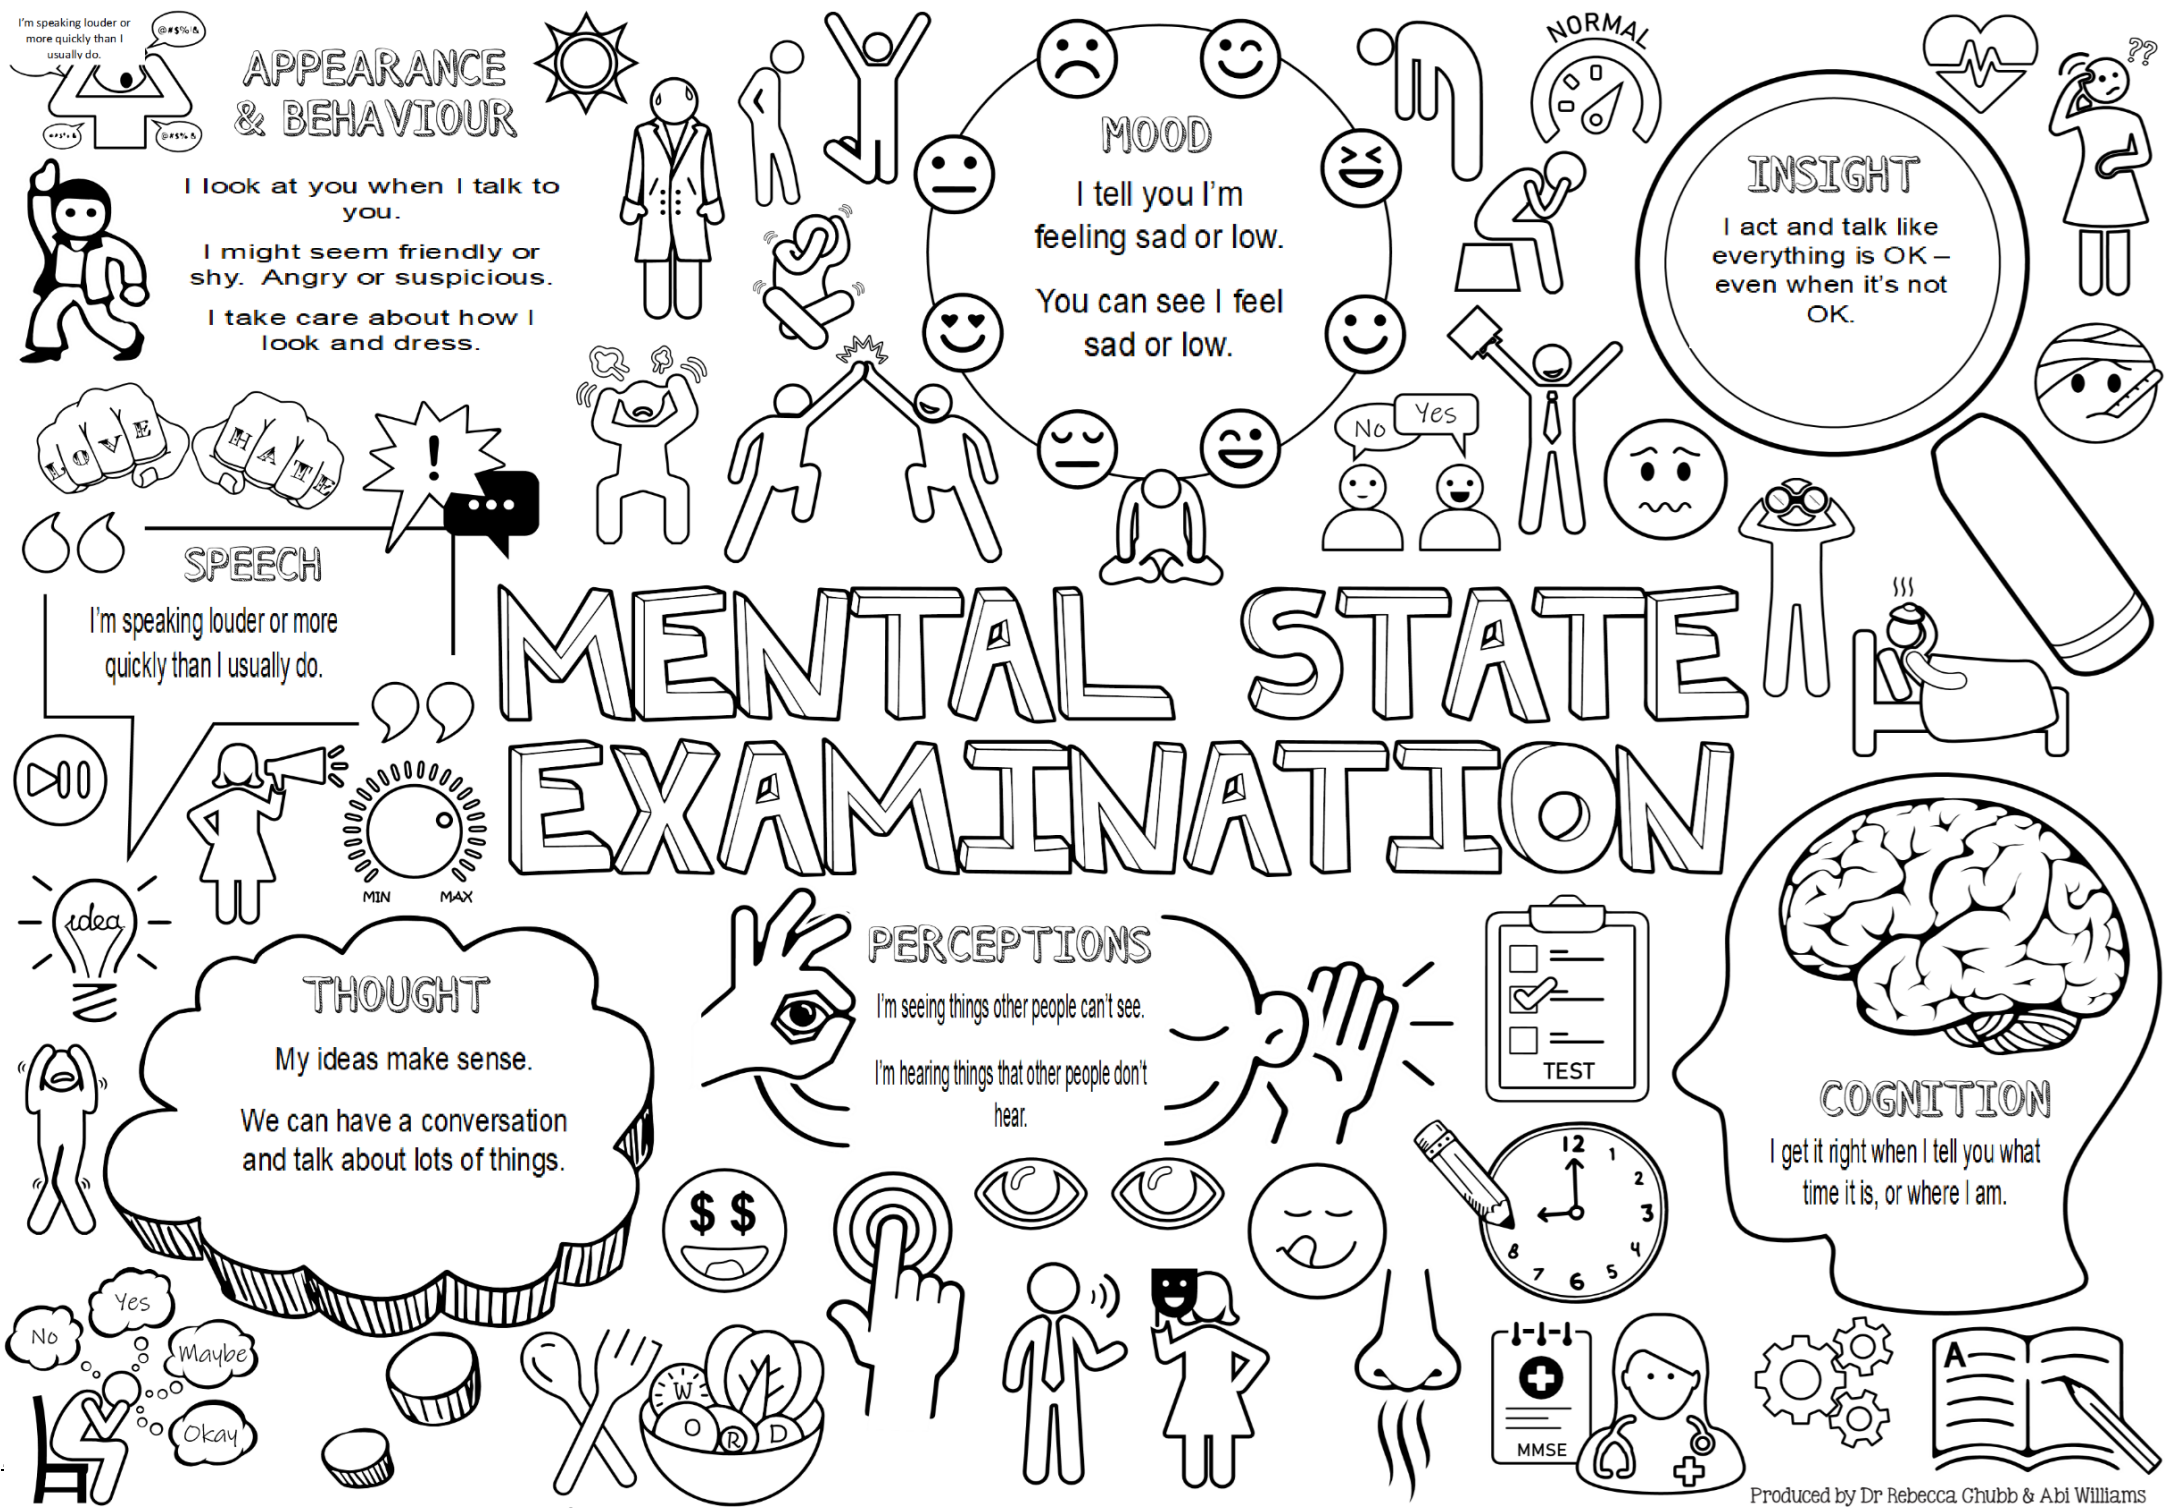 I'm speaking louder or
more quickly than I
usually do.
@#$%&
@#$%&
APPEARANCE
& BEHAVIOUR
I look at you when I talk to
you.
I might seem friendly or
shy. Angry or suspicious.
I take care about how I
look and dress.
MOOD
I tell you I'm
feeling sad or low.
You can see I feel
sad or low.
NORMAL
INSIGHT
I act and talk like
everything is OK –
even when it's not
OK.
??
LOVE
HATE
!
No
Yes
SPEECH
I'm speaking louder or more
quickly than I usually do.
MENTAL STATE
EXAMINATION
MIN
MAX
idea
THOUGHT
My ideas make sense.
We can have a conversation
and talk about lots of things.
PERCEPTIONS
I'm seeing things other people can't see.
I'm hearing things that other people don't
hear.
TEST
COGNITION
I get it right when I tell you what
time it is, or where I am.
12
1
2
3
4
5
6
7
8
$ $
No
Yes
Maybe
Okay
W
O R D
MMSE
A
Produced by Dr Rebecca Chubb & Abi Williams